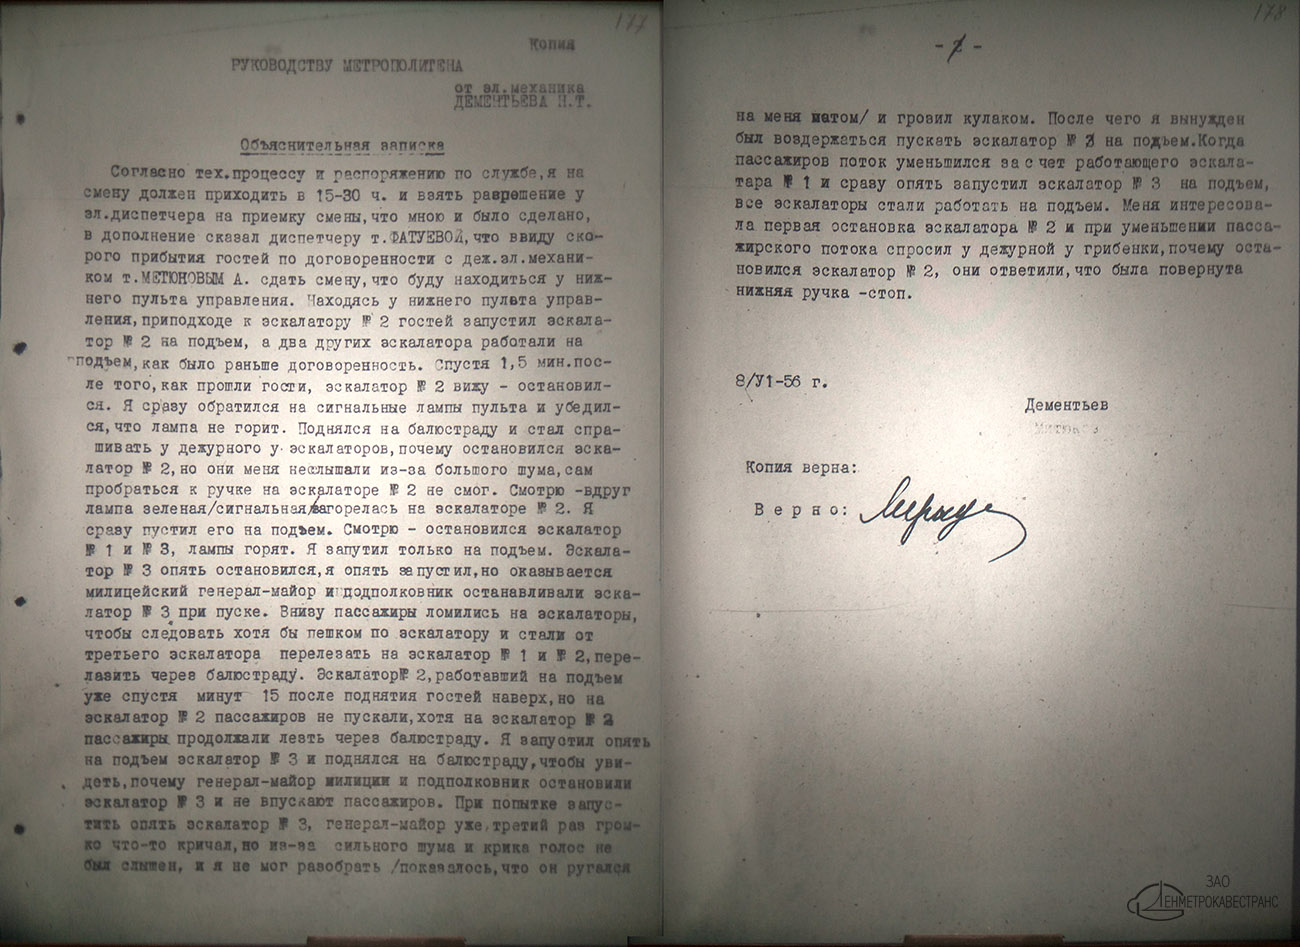 177
Копия
РУКОВОДСТВУ МЕТРОПОЛИТЕНА
от эл.механика
ДЕМЕНТЬЕВА Н.Т.
Объяснительная записка
Согласно тех.процессу и распоряжению по службе,я на
смену должен приходить в 15-30 ч. и взять разрешение у
эл.диспетчера на приемку смены,что мною и было сделано,
в дополнение сказал диспетчеру т.ФАТУЕВОЙ,что ввиду ско-
рого прибытия гостей по договоренности с деж.эл.механи-
ком т.МЕТЮНОВЫМ А. сдать смену,что буду находиться у ниж-
него пульта управления. Находясь у нижнего пульта управ-
ления,приподходе к эскалатору № 2 гостей запустил эскала-
тор № 2 на подъем, а два других эскалатора работали на
подъем,как было раньше договоренность. Спустя 1,5 мин.пос-
ле того,как прошли гости, эскалатор № 2 вижу - остановил-
ся. Я сразу обратился на сигнальные лампы пульта и убедил-
ся,что лампа не горит. Поднялся на балюстраду и стал спра-
шивать у дежурного у эскалаторов,почему остановился эска-
латор № 2,но они меня неслышали из-за большого шума,сам
пробраться к ручке на эскалаторе № 2 не смог. Смотрю -вдруг
лампа зеленая/сигнальная/загорелась на эскалаторе № 2. Я
сразу пустил его на подъем. Смотрю - остановился эскалатор
№ 1 и № 3, лампы горят. Я запутил только на подъем. Эскала-
тор № 3 опять остановился,я опять запустил,но оказывается
милицейский генерал-майор и подполковник останавливали эска-
латор № 3 при пуске. Внизу пассажиры ломились на эскалаторы,
чтобы следовать хотя бы пешком по эскалатору и стали от
третьего эскалатора перелезать на эскалатор № 1 и № 2,пере-
лазить через балюстраду. Эскалатор№ 2,работавший на подъем
уже спустя минут 15 после поднятия гостей наверх,но на
эскалатор № 2 пассажиров не пускали,хотя на эскалатор № 2
пассажиры продолжали лезть через балюстраду. Я запустил опять
на подъем эскалатор № 3 и поднялся на балюстраду,чтобы уви-
деть,почему генерал-майор милиции и подполковник остановили
эскалатор № 3 и не впускают пассажиров. При попытке запус-
тить опять эскалатор № 3, генерал-майор уже,третий раз гром-
ко что-то кричал,но из-за сильного шума и крика голос не
был слышен, и я не мог разобрать /показалось,что он ругался
178
- 2 -
на меня матом/ и грозил кулаком. После чего я вынужден
был воздержаться пускать эскалатор № 3 на подъем.Когда
пассажиров поток уменьшился за счет работающего эскала-
тара № 1 и сразу опять запустил эскалатор № 3 на подъем,
все эскалаторы стали работать на подъем. Меня интересова-
ла первая остановка эскалатора № 2 и при уменьшении пасса-
жирского потока спросил у дежурной у грибенки,почему оста-
новился эскалатор № 2, они ответили,что была повернута
нижняя ручка -стоп.
8/У1-56 г.
Дементьев
Копия верна:
Верно:
ЗАО
ЛЕНМЕТРОКАВЕСТРАНС